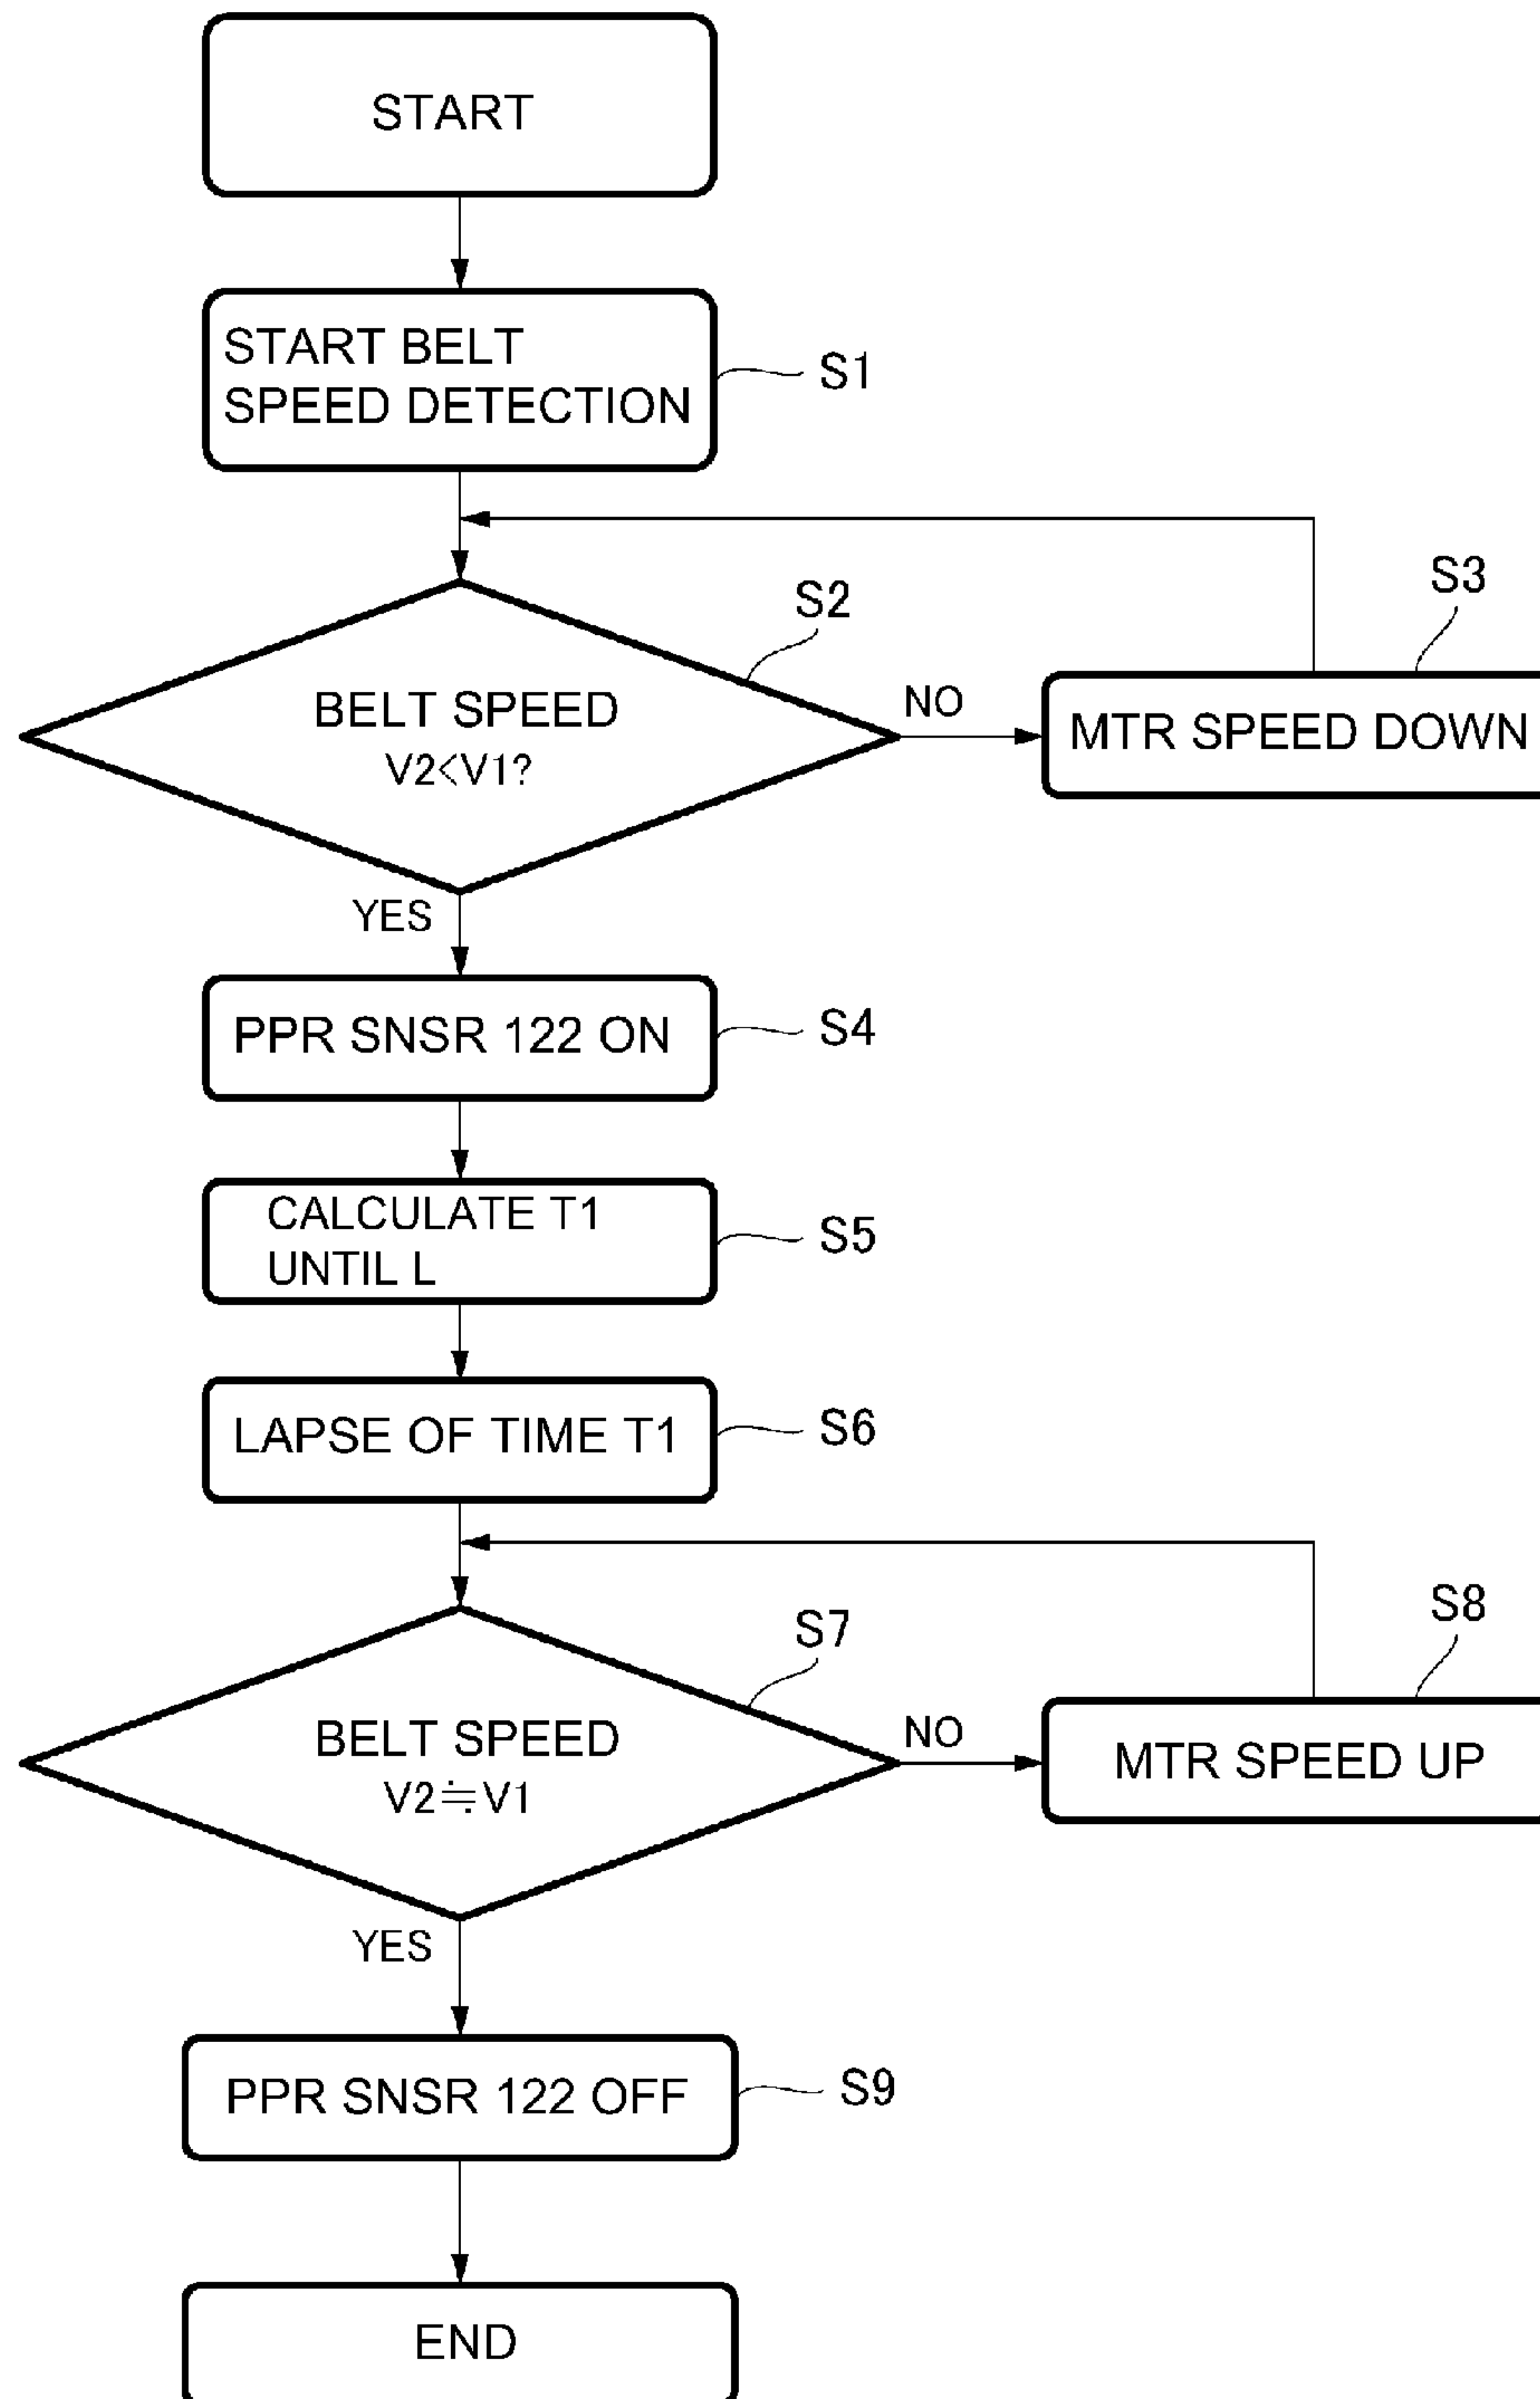 START
START BELT
SPEED DETECTION
S1
BELT SPEED
V2<V1?
S2
NO
S3
MTR SPEED DOWN
YES
PPR SNSR 122 ON
S4
CALCULATE T1
UNTIL L
S5
LAPSE OF TIME T1
S6
BELT SPEED
V2≒V1
S7
NO
S8
MTR SPEED UP
YES
PPR SNSR 122 OFF
S9
END